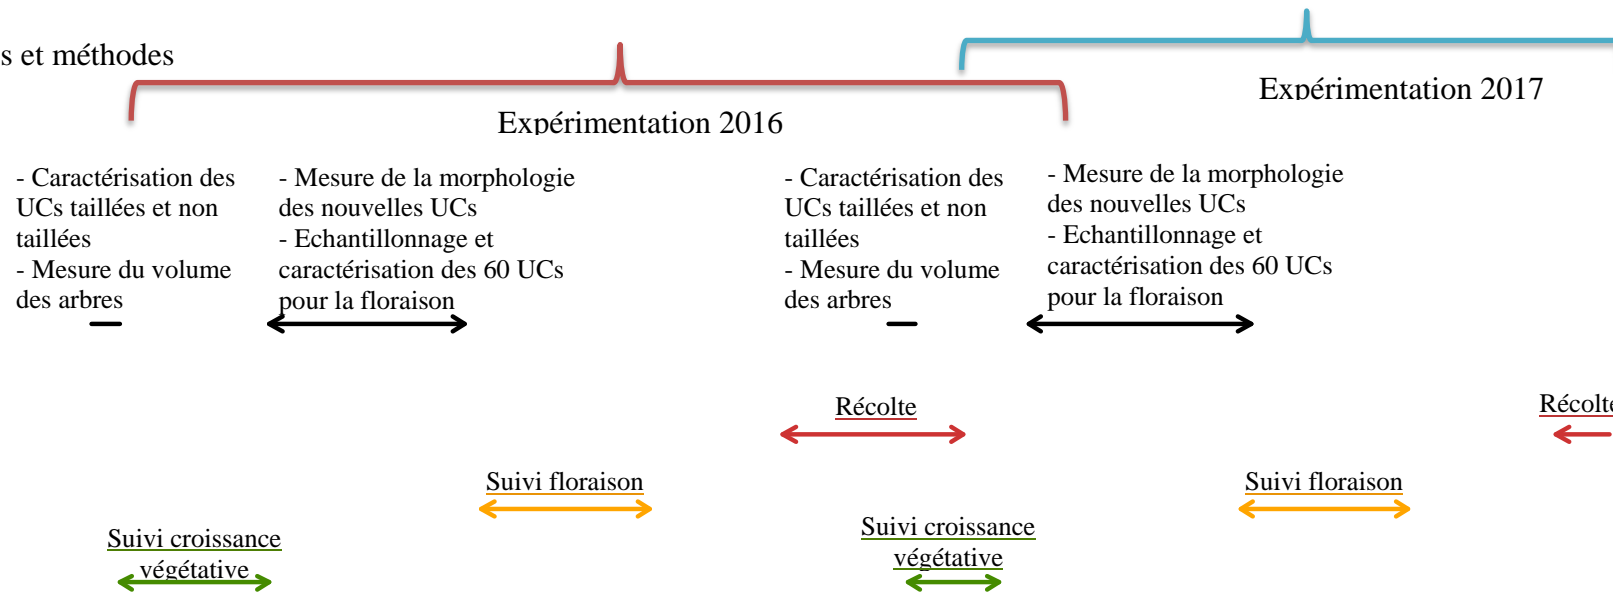 s et méthodes
Expérimentation 2016
Expérimentation 2017
- Caractérisation des
UCs taillées et non
taillées
- Mesure du volume
des arbres
- Mesure de la morphologie
des nouvelles UCs
- Echantillonnage et
caractérisation des 60 UCs
pour la floraison
- Caractérisation des
UCs taillées et non
taillées
- Mesure du volume
des arbres
- Mesure de la morphologie
des nouvelles UCs
- Echantillonnage et
caractérisation des 60 UCs
pour la floraison
Récolte
Récolte
Suivi floraison
Suivi floraison
Suivi croissance
végétative
Suivi croissance
végétative